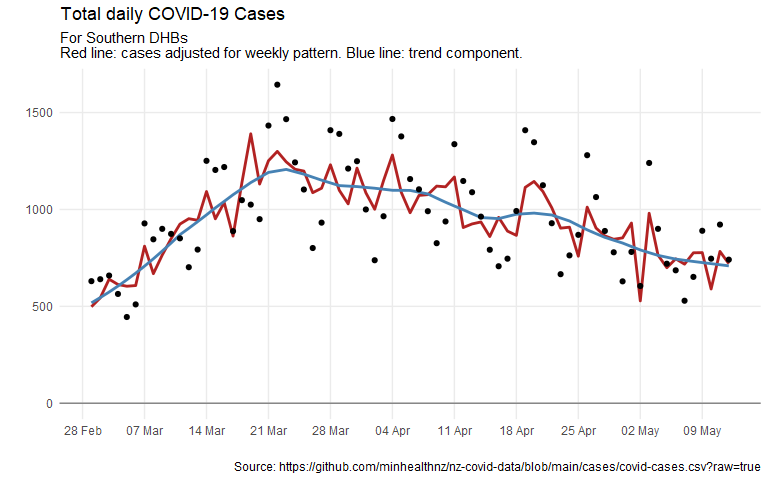 Total daily COVID-19 Cases
For Southern DHBs
Red line: cases adjusted for weekly pattern. Blue line: trend component.
1500
1000
500
0
28 Feb 07 Mar 14 Mar 21 Mar 28 Mar 04 Apr 11 Apr 18 Apr 25 Apr 02 May 09 May
Source: https://github.com/minhealthnz/nz-covid-data/blob/main/cases/covid-cases.csv?raw=true